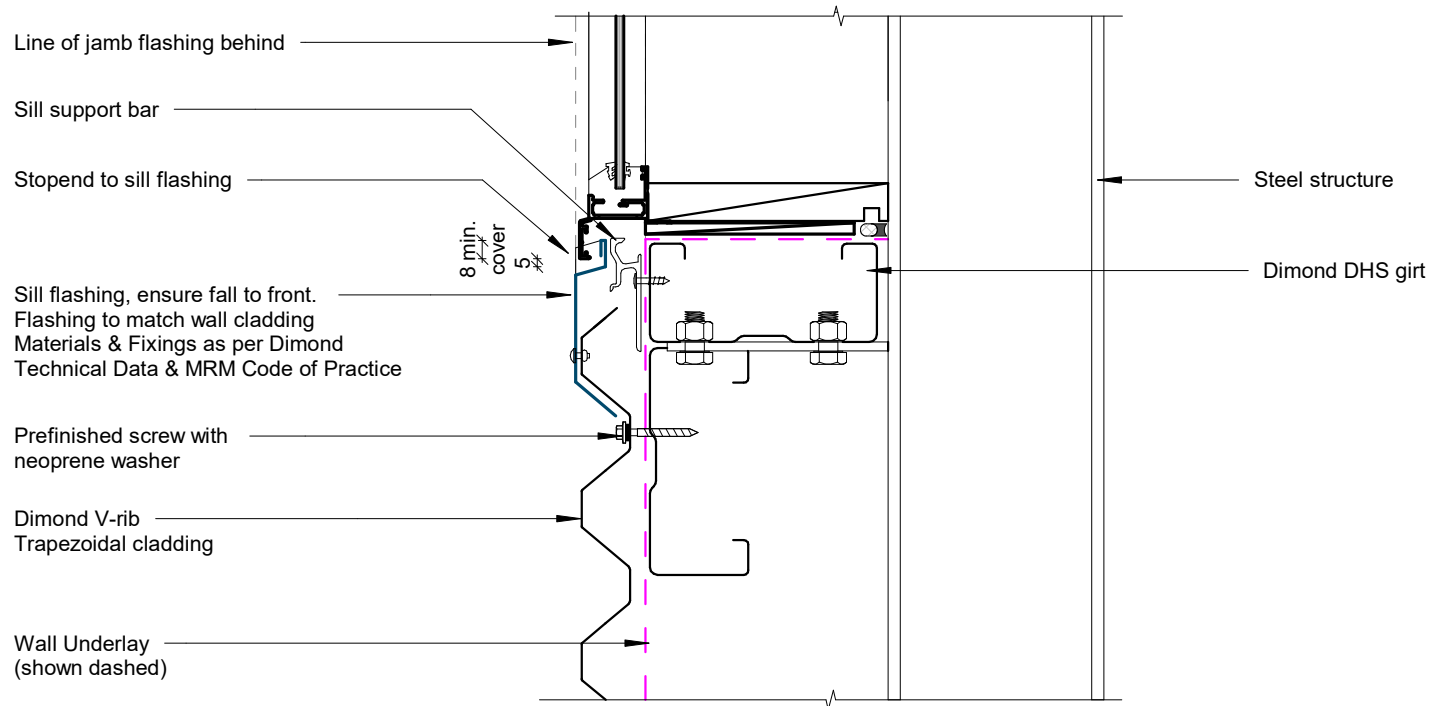 Line of jamb flashing behind
Sill support bar
Stopend to sill flashing
8 min.
cover
5
Sill flashing, ensure fall to front.
Flashing to match wall cladding
Materials & Fixings as per Dimond
Technical Data & MRM Code of Practice
Prefinished screw with
neoprene washer
Dimond V-rib
Trapezoidal cladding
Wall Underlay
(shown dashed)
Steel structure
Dimond DHS girt